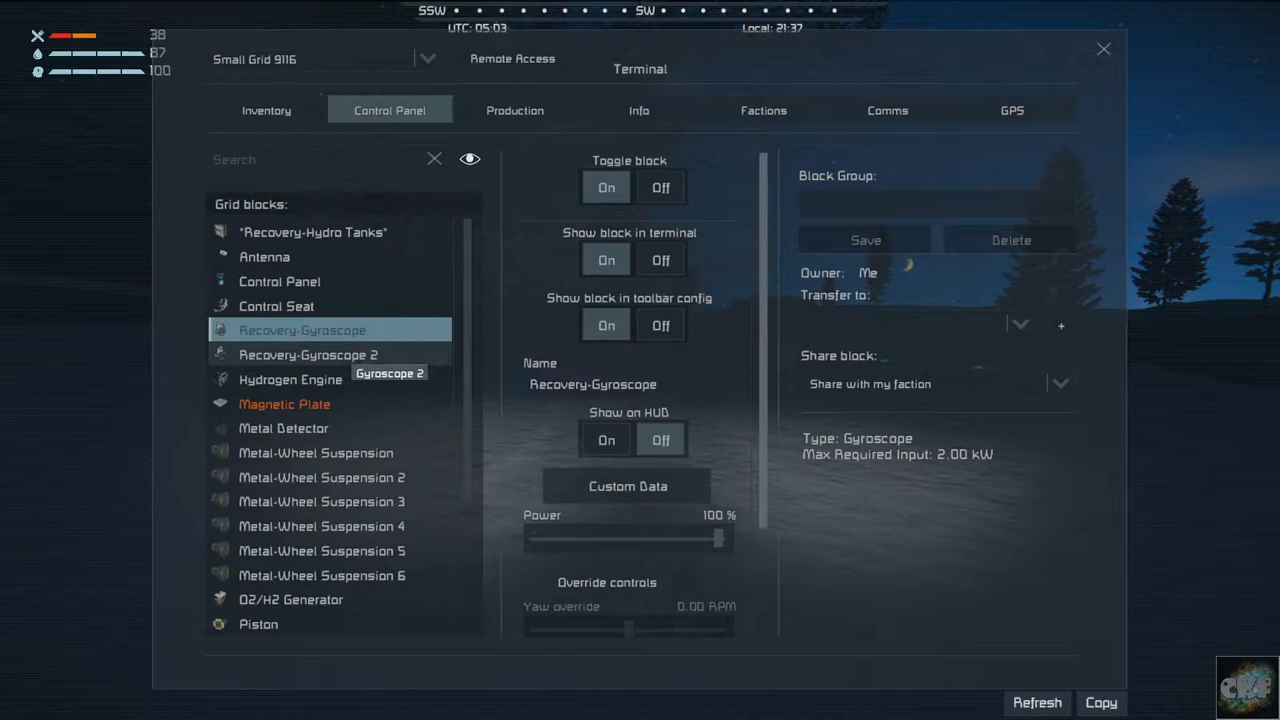 SSW SW
UTC: 05:03 Local: 21:37
38
87
100
Small Grid 9116
Remote Access
Terminal
Inventory Control Panel Production Info Factions Comms GPS
Search
Grid blocks:
*Recovery-Hydro Tanks*
Antenna
Control Panel
Control Seat
Recovery-Gyroscope
Recovery-Gyroscope 2
Gyroscope 2
Hydrogen Engine
Magnetic Plate
Metal Detector
Metal-Wheel Suspension
Metal-Wheel Suspension 2
Metal-Wheel Suspension 3
Metal-Wheel Suspension 4
Metal-Wheel Suspension 5
Metal-Wheel Suspension 6
O2/H2 Generator
Piston
Toggle block
On Off
Show block in terminal
On Off
Show block in toolbar config
On Off
Name
Recovery-Gyroscope
Show on HUD
On Off
Custom Data
Power 100 %
Override controls
Yaw override 0.00 RPM
Block Group:
Save Delete
Owner: Me
Transfer to:
+
Share block:
Share with my faction
Type: Gyroscope
Max Required Input: 2.00 kW
Refresh Copy